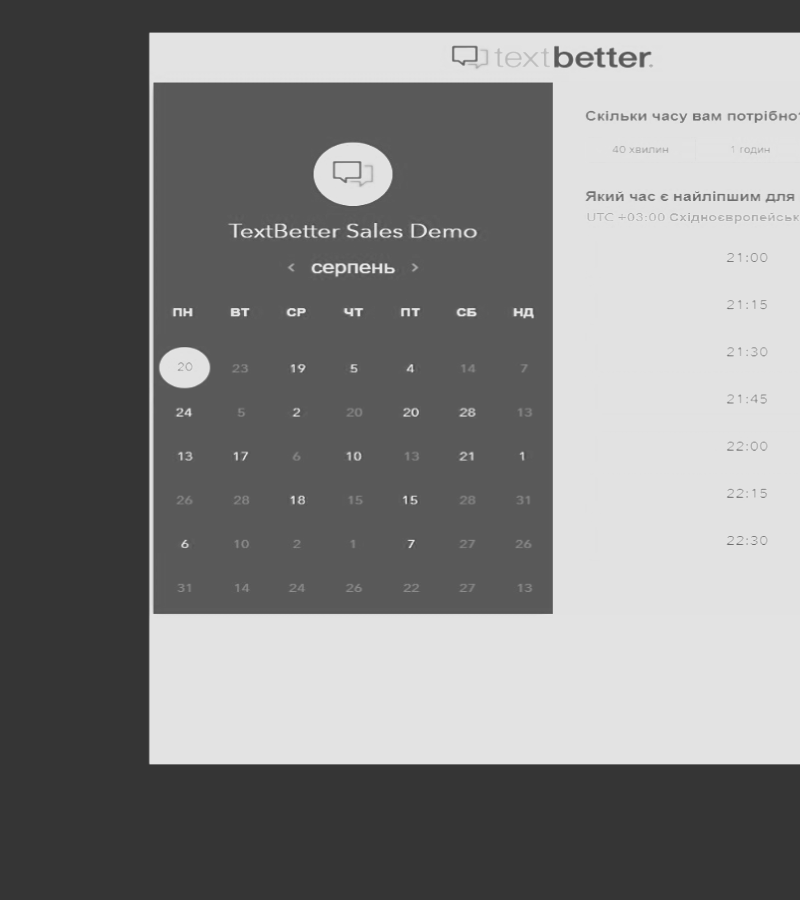 textbetter.
TextBetter Sales Demo
< серпень >
ПН ВТ СР ЧТ ПТ СБ НД
20 23 19 5 4 14 7
24 5 2 20 20 28 13
13 17 6 10 13 21 1
26 28 18 15 15 28 31
6 10 2 1 7 27 26
31 14 24 26 22 27 13
Скільки часу вам потрібно?
40 хвилин 1 годин
Який час є найліпшим для
UTC +03:00 Східноєвропейськ
21:00
21:15
21:30
21:45
22:00
22:15
22:30